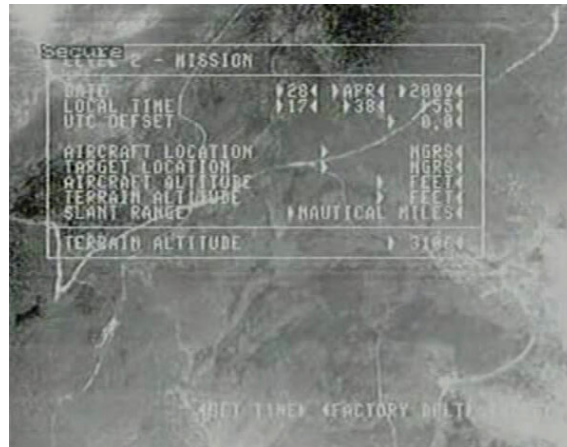 Secure
LEVEL 2 - MISSION
DATE 28 APR 2009
LOCAL TIME 17 38 55
UTC OFFSET 0.0
AIRCRAFT LOCATION MGRS
TARGET LOCATION MGRS
AIRCRAFT ALTITUDE FEET
TERRAIN ALTITUDE FEET
SLANT RANGE NAUTICAL MILES
TERRAIN ALTITUDE
SET TIME FACTORY